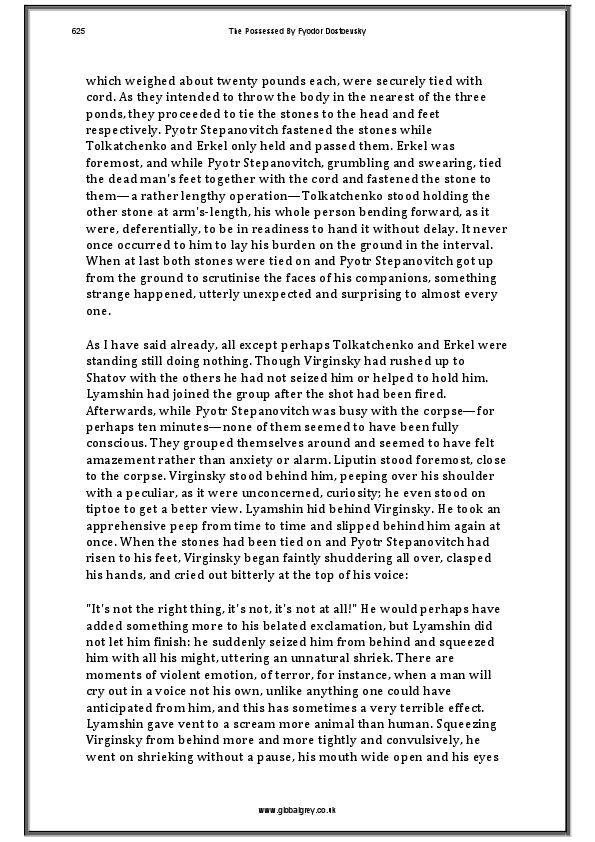 625
The Possessed By Fyodor Dostoevsky
which weighed about twenty pounds each, were securely tied with
cord. As they intended to throw the body in the nearest of the three
ponds, they proceeded to tie the stones to the head and feet
respectively. Pyotr Stepanovitch fastened the stones while
Tolkatchenko and Erkel only held and passed them. Erkel was
foremost, and while Pyotr Stepanovitch, grumbling and swearing, tied
the dead man's feet together with the cord and fastened the stone to
them—a rather lengthy operation—Tolkatchenko stood holding the
other stone at arm's-length, his whole person bending forward, as it
were, deferentially, to be in readiness to hand it without delay. It never
once occurred to him to lay his burden on the ground in the interval.
When at last both stones were tied on and Pyotr Stepanovitch got up
from the ground to scrutinise the faces of his companions, something
strange happened, utterly unexpected and surprising to almost every
one.
As I have said already, all except perhaps Tolkatchenko and Erkel were
standing still doing nothing. Though Virginsky had rushed up to
Shatov with the others he had not seized him or helped to hold him.
Lyamshin had joined the group after the shot had been fired.
Afterwards, while Pyotr Stepanovitch was busy with the corpse—for
perhaps ten minutes—none of them seemed to have been fully
conscious. They grouped themselves around and seemed to have felt
amazement rather than anxiety or alarm. Liputin stood foremost, close
to the corpse. Virginsky stood behind him, peeping over his shoulder
with a peculiar, as it were unconcerned, curiosity; he even stood on
tiptoe to get a better view. Lyamshin hid behind Virginsky. He took an
apprehensive peep from time to time and slipped behind him again at
once. When the stones had been tied on and Pyotr Stepanovitch had
risen to his feet, Virginsky began faintly shuddering all over, clasped
his hands, and cried out bitterly at the top of his voice:
"It's not the right thing, it's not, it's not at all!" He would perhaps have
added something more to his belated exclamation, but Lyamshin did
not let him finish: he suddenly seized him from behind and squeezed
him with all his might, uttering an unnatural shriek. There are
moments of violent emotion, of terror, for instance, when a man will
cry out in a voice not his own, unlike anything one could have
anticipated from him, and this has sometimes a very terrible effect.
Lyamshin gave vent to a scream more animal than human. Squeezing
Virginsky from behind more and more tightly and convulsively, he
went on shrieking without a pause, his mouth wide open and his eyes
www.globalgrey.co.uk